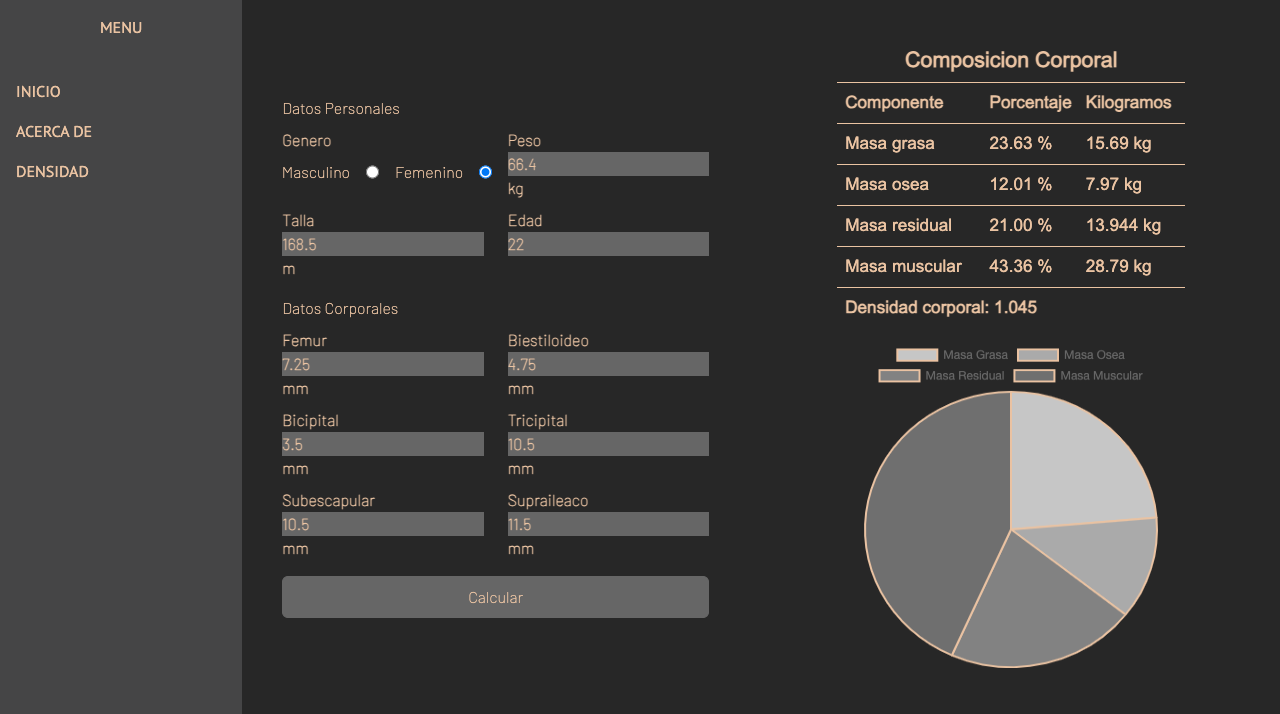 MENU
INICIO
ACERCA DE
DENSIDAD
Datos Personales
Genero
Peso
Masculino Femenino
66.4
kg
Talla
Edad
168.5
22
m
Datos Corporales
Femur
Biestiloideo
7.25
4.75
mm
mm
Bicipital
Tricipital
3.5
10.5
mm
mm
Subescapular
Supraileaco
10.5
11.5
mm
mm
Calcular
Composicion Corporal
Componente Porcentaje Kilogramos
Masa grasa 23.63 % 15.69 kg
Masa osea 12.01 % 7.97 kg
Masa residual 21.00 % 13.944 kg
Masa muscular 43.36 % 28.79 kg
Densidad corporal: 1.045
Masa Grasa Masa Osea
Masa Residual Masa Muscular